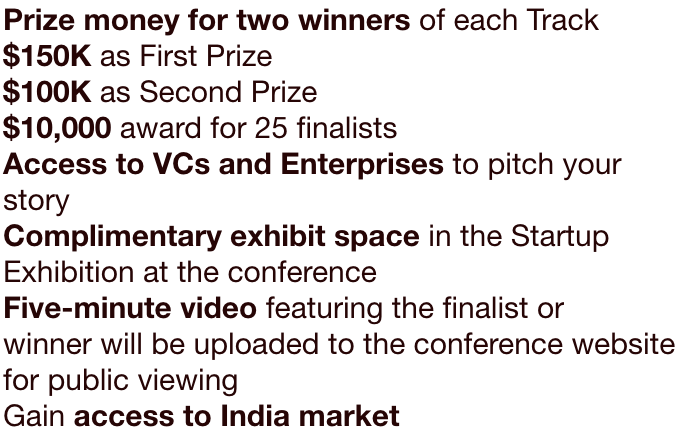 Prize money for two winners of each Track
$150K as First Prize
$100K as Second Prize
$10,000 award for 25 finalists
Access to VCs and Enterprises to pitch your
story
Complimentary exhibit space in the Startup
Exhibition at the conference
Five-minute video featuring the finalist or
winner will be uploaded to the conference website
for public viewing
Gain access to India market